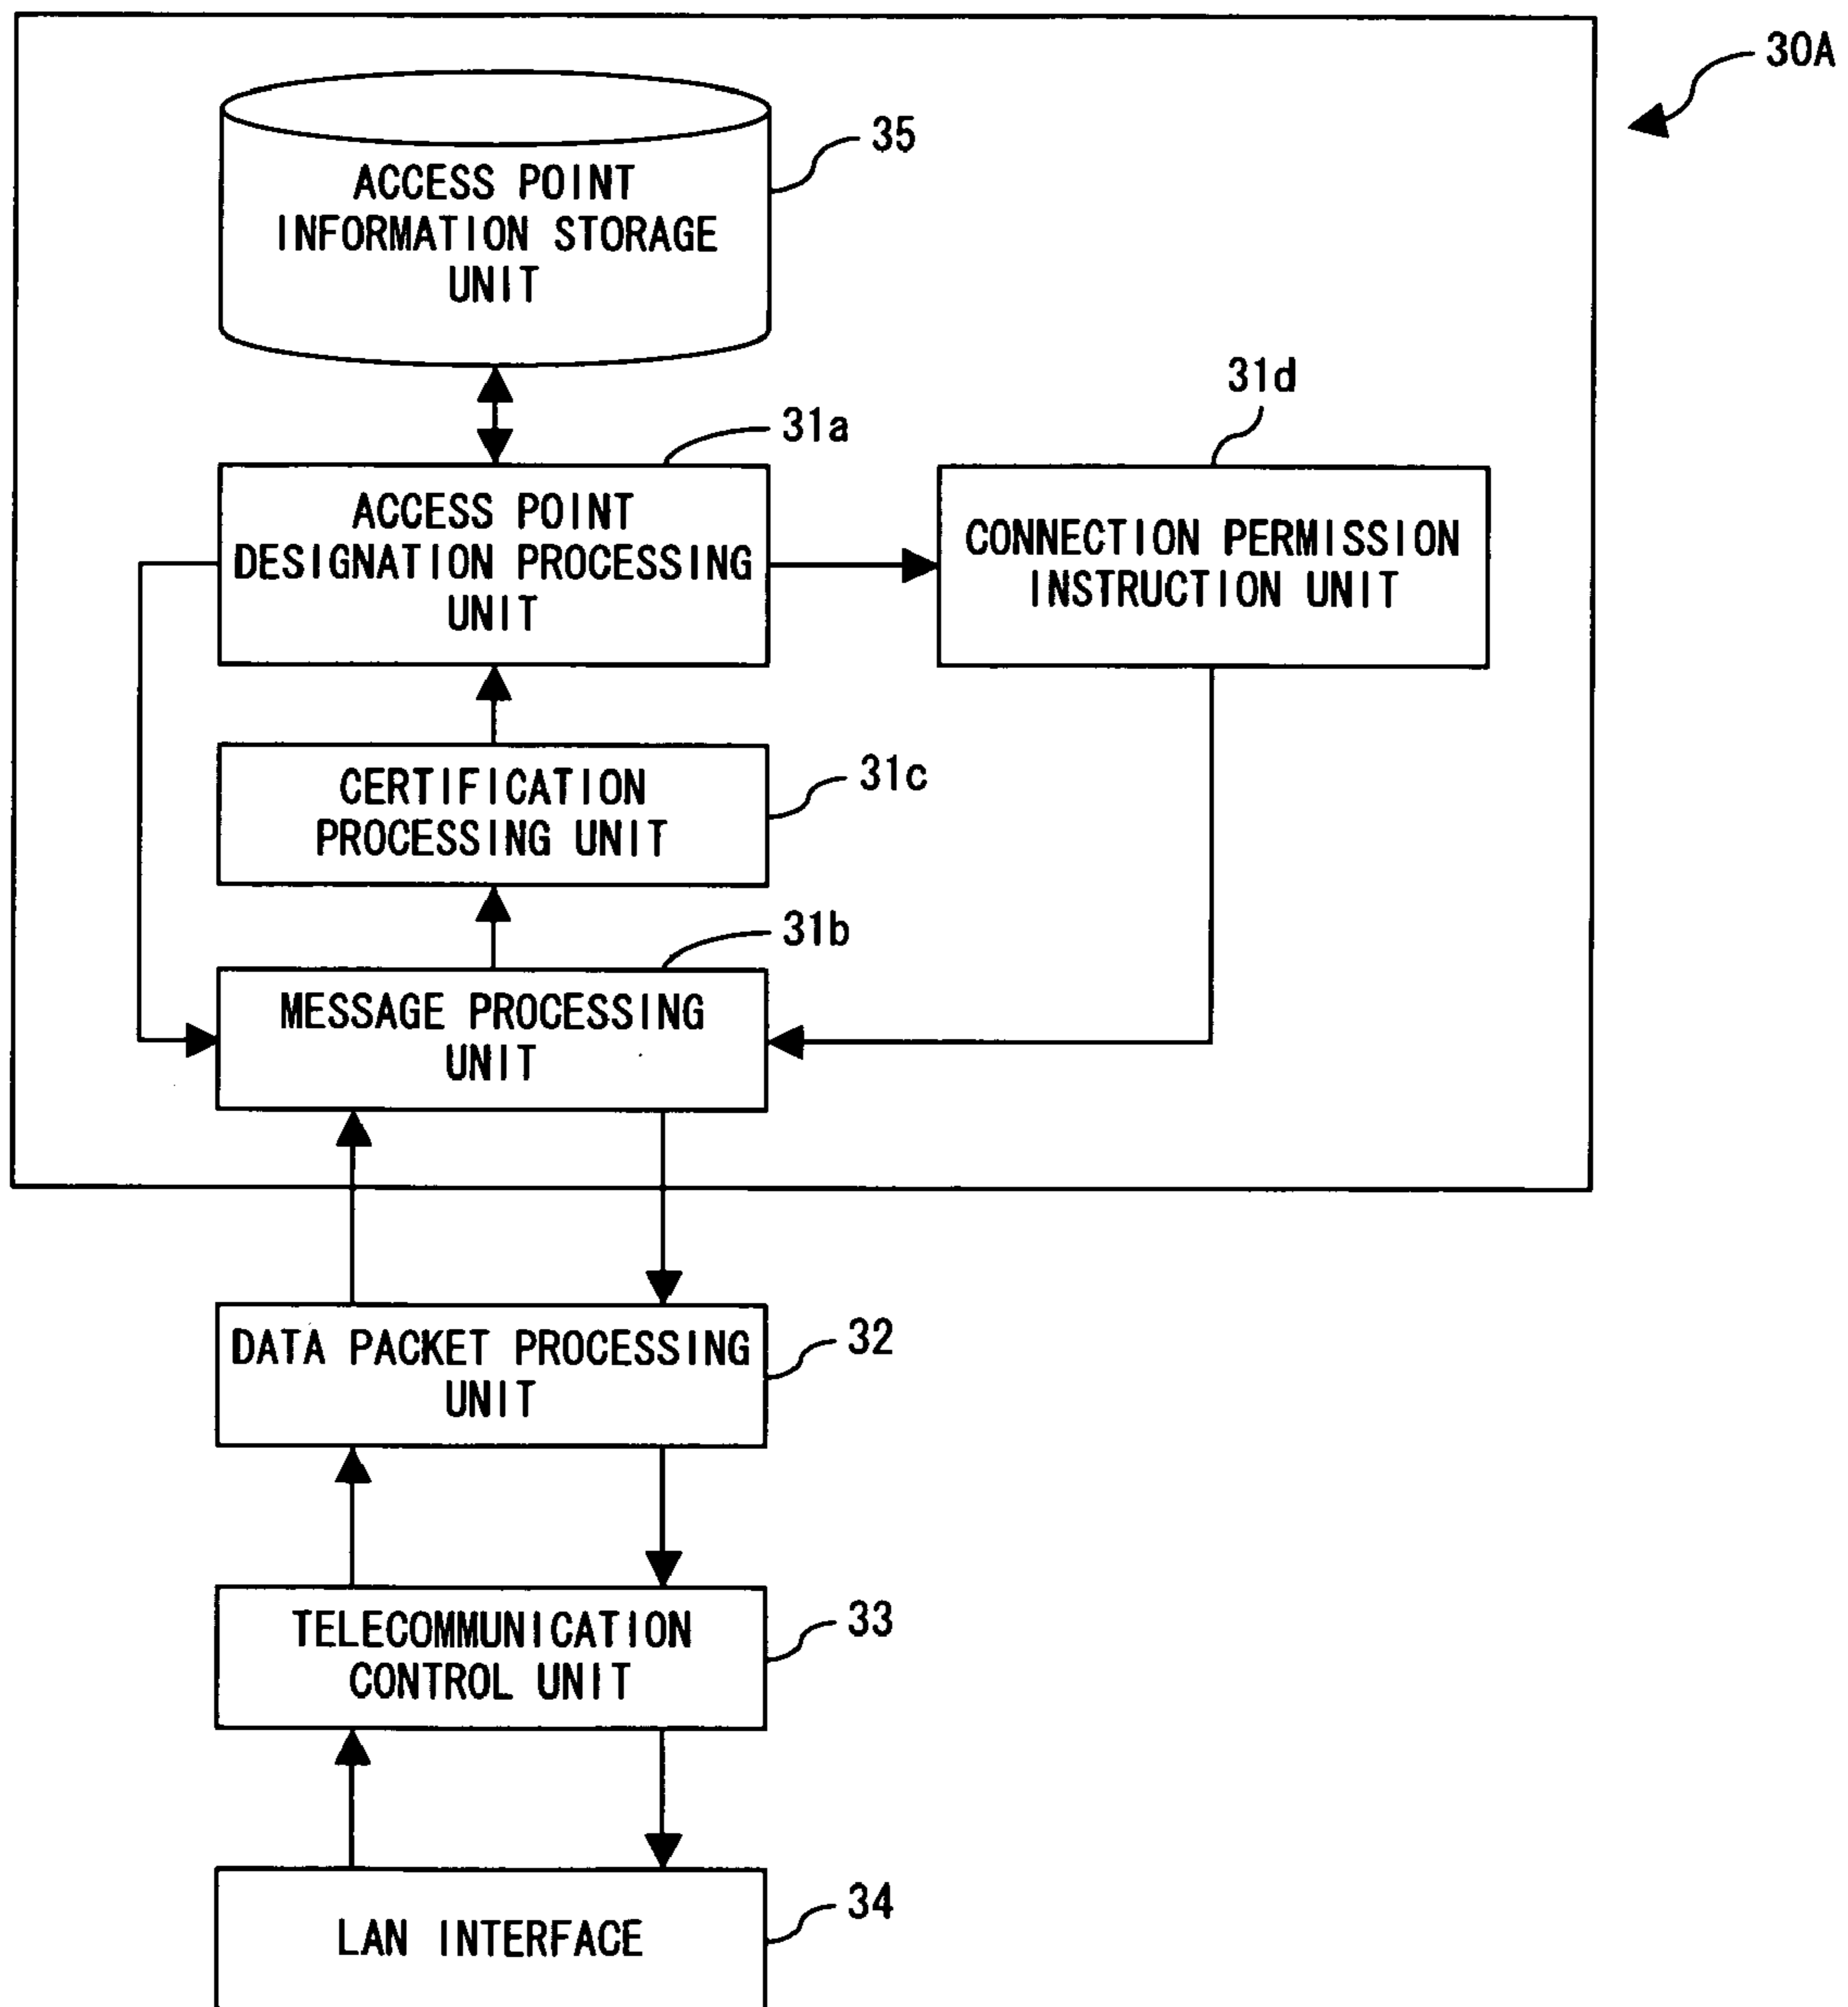 30A
35
ACCESS POINT
INFORMATION STORAGE
UNIT
31a
31d
ACCESS POINT
DESIGNATION PROCESSING
UNIT
CONNECTION PERMISSION
INSTRUCTION UNIT
31c
CERTIFICATION
PROCESSING UNIT
31b
MESSAGE PROCESSING
UNIT
32
DATA PACKET PROCESSING
UNIT
33
TELECOMMUNICATION
CONTROL UNIT
34
LAN INTERFACE